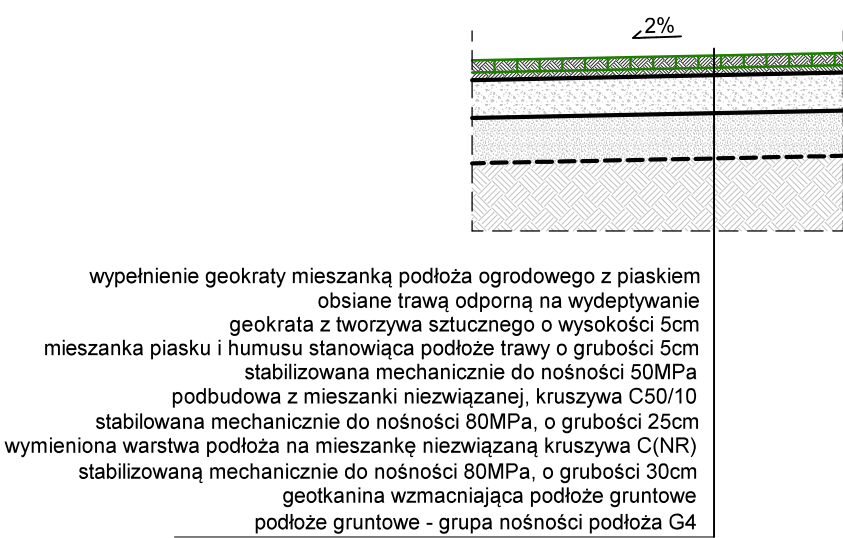 2%
wypełnienie geokraty mieszanką podłoża ogrodowego z piaskiem
obsiane trawą odporną na wydeptywanie
geokrata z tworzywa sztucznego o wysokości 5cm
mieszanka piasku i humusu stanowiąca podłoże trawy o grubości 5cm
stabilizowana mechanicznie do nośności 50MPa
podbudowa z mieszanki niezwiązanej, kruszywa C50/10
stabilowana mechanicznie do nośności 80MPa, o grubości 25cm
wymieniona warstwa podłoża na mieszankę niezwiązaną kruszywa C(NR)
stabilizowaną mechanicznie do nośności 80MPa, o grubości 30cm
geotkanina wzmacniająca podłoże gruntowe
podłoże gruntowe - grupa nośności podłoża G4